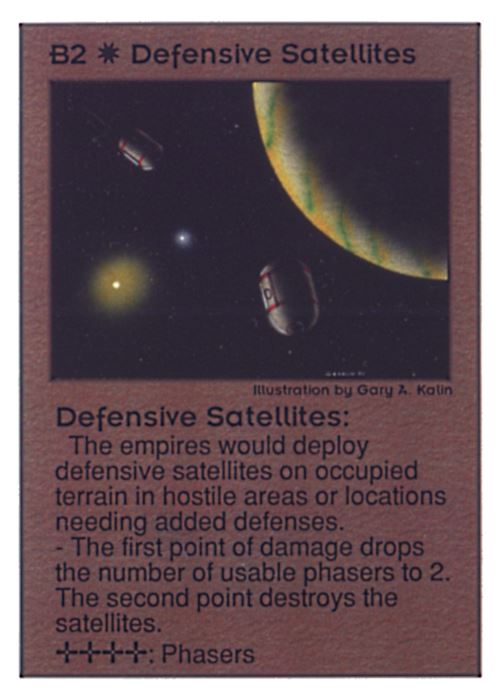 B2 ✷ Defensive Satellites
Illustration by Gary A. Kalin
Defensive Satellites:
The empires would deploy
defensive satellites on occupied
terrain in hostile areas or locations
needing added defenses.
- The first point of damage drops
the number of usable phasers to 2.
The second point destroys the
satellites.
✢✢✢✢: Phasers